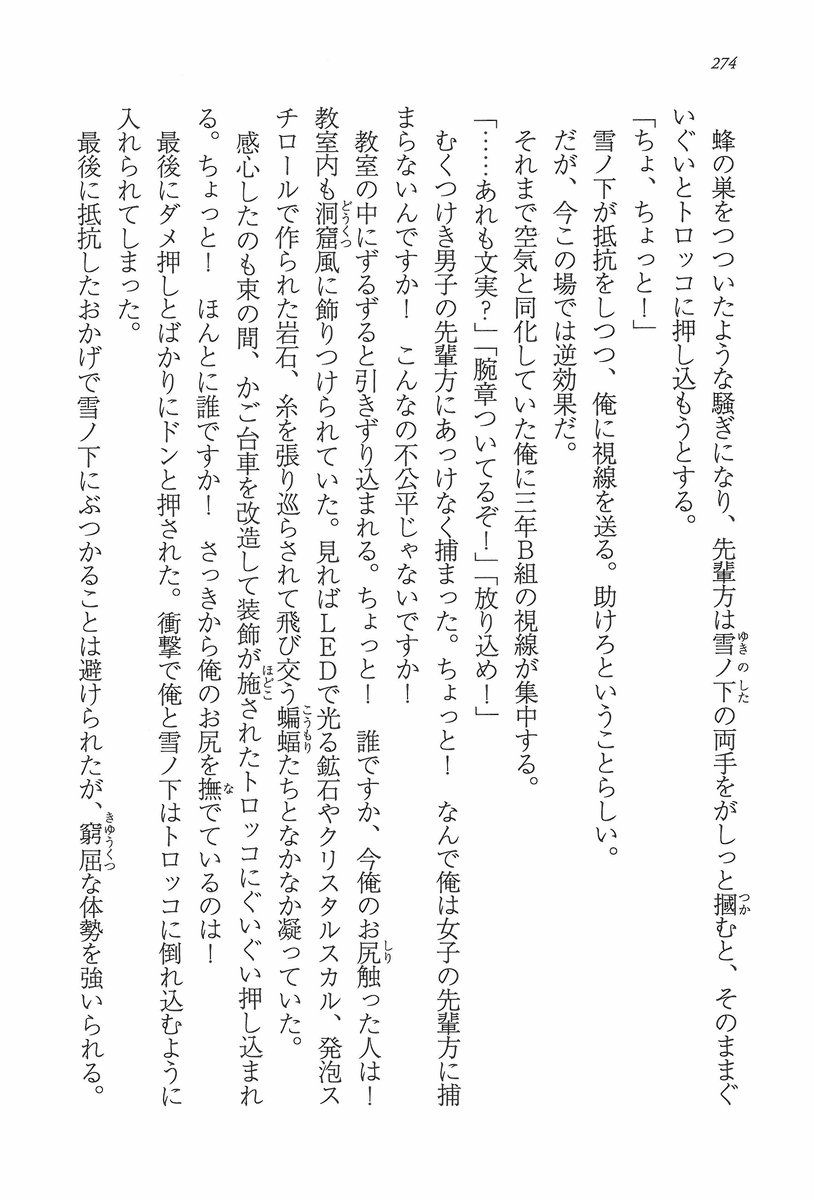 274
蜂の巣をつついたような騒ぎになり、先輩方は雪ノ下の両手をがしっと摑むと、そのままぐ
いぐいとトロッコに押し込もうとする。
「ちょ、ちょっと！」
雪ノ下が抵抗をしつつ、俺に視線を送る。助けろということらしい。
だが、今この場では逆効果だ。
それまで空気と同化していた俺に三年Ｂ組の視線が集中する。
「……あれも文実？」「腕章ついてるぞ！」「放り込め！」
むくつけき男子の先輩方にあっけなく捕まった。ちょっと！　なんで俺は女子の先輩方に捕
まらないんですか！　こんなの不公平じゃないですか！
教室の中にずるずると引きずり込まれる。ちょっと！　誰ですか、今俺のお尻触った人は！
教室内も洞窟風に飾りつけられていた。見ればＬＥＤで光る鉱石やクリスタルスカル、発泡ス
チロールで作られた岩石、糸を張り巡らされて飛び交う蝙蝠たちとなかなか凝っていた。
感心したのも束の間、かご台車を改造して装飾が施されたトロッコにぐいぐい押し込まれ
る。ちょっと！　ほんとに誰ですか！　さっきから俺のお尻を撫でているのは！
最後にダメ押しとばかりにドンと押された。衝撃で俺と雪ノ下はトロッコに倒れ込むように
入れられてしまった。
最後に抵抗したおかげで雪ノ下にぶつかることは避けられたが、窮屈な体勢を強いられる。